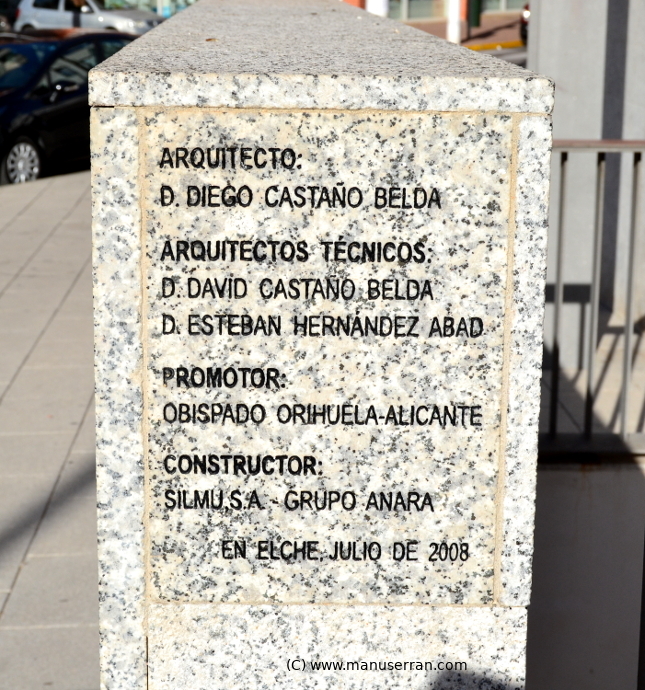 ARQUITECTO:
D. DIEGO CASTAÑO BELDA
ARQUITECTOS TÉCNICOS:
D. DAVID CASTAÑO BELDA
D. ESTEBAN HERNÁNDEZ ABAD
PROMOTOR:
OBISPADO ORIHUELA-ALICANTE
CONSTRUCTOR:
SILMU,S.A. - GRUPO ANARA
EN ELCHE, JULIO DE 2008
(C) www.manuserran.com